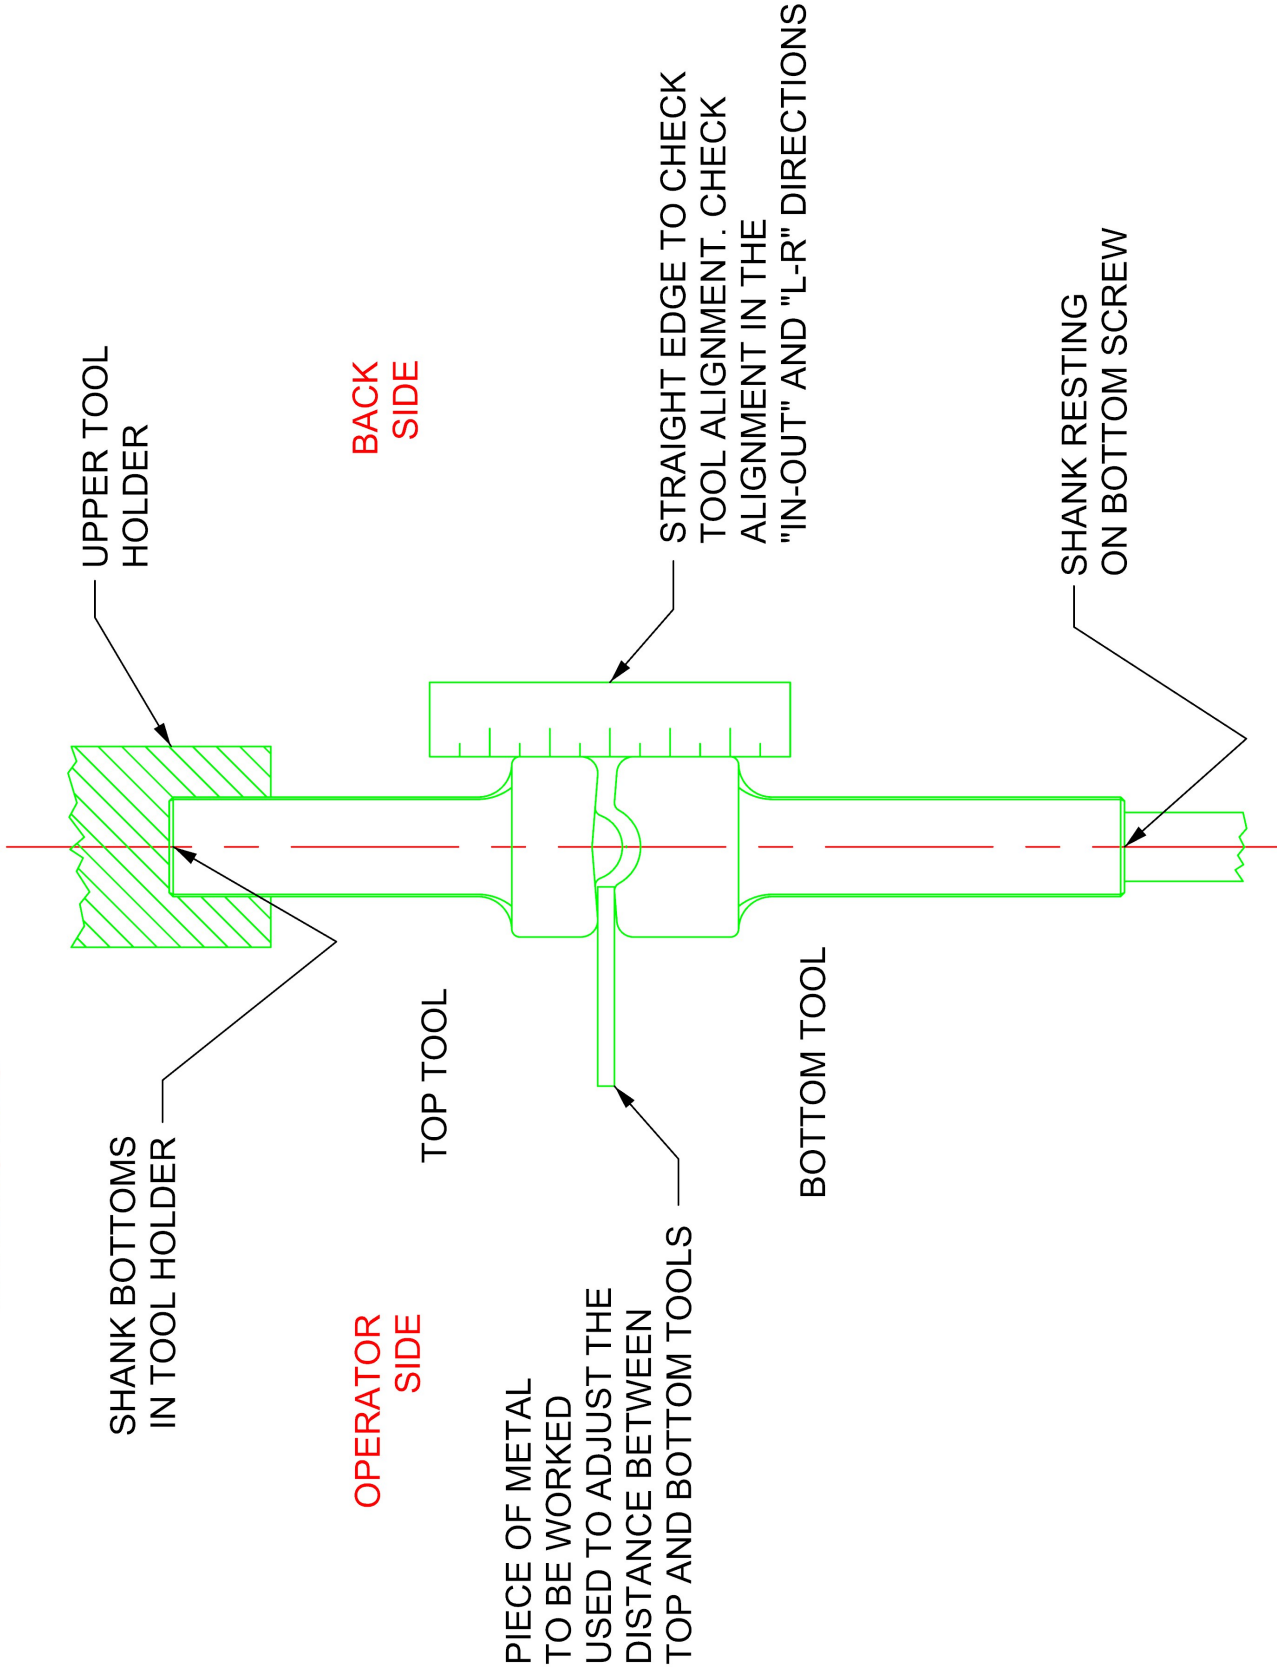 UPPER TOOL
HOLDER
SHANK BOTTOMS
IN TOOL HOLDER
BACK
SIDE
OPERATOR
SIDE
TOP TOOL
STRAIGHT EDGE TO CHECK
TOOL ALIGNMENT. CHECK
ALIGNMENT IN THE
"IN-OUT" AND "L-R" DIRECTIONS
PIECE OF METAL
TO BE WORKED
USED TO ADJUST THE
DISTANCE BETWEEN
TOP AND BOTTOM TOOLS
BOTTOM TOOL
SHANK RESTING
ON BOTTOM SCREW